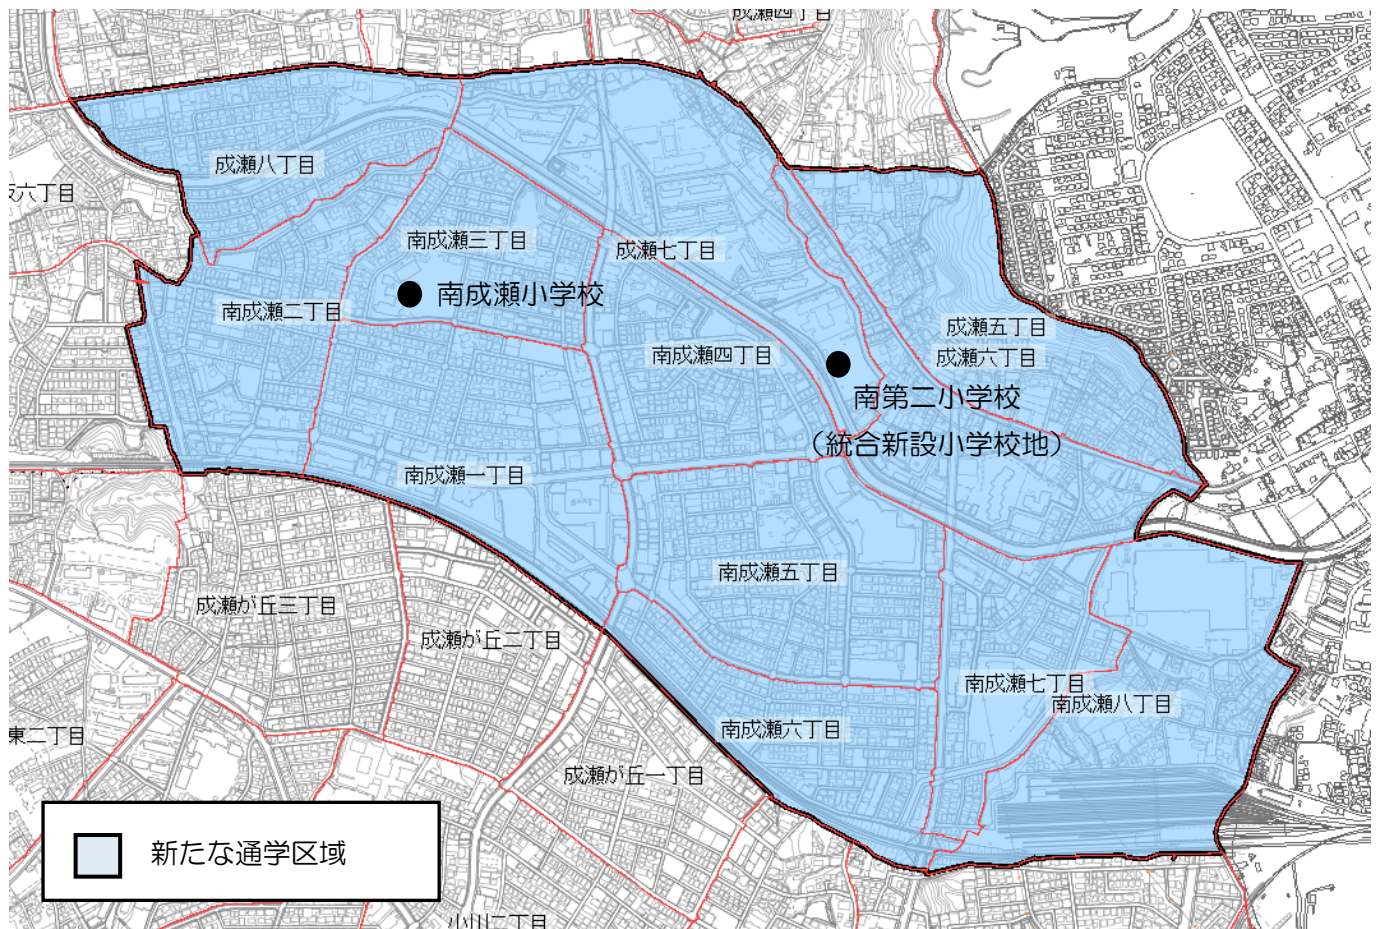 成瀬四丁目
成瀬八丁目
六丁目
南成瀬三丁目
成瀬七丁目
南成瀬小学校
南成瀬二丁目
成瀬五丁目
南成瀬四丁目
成瀬六丁目
南第二小学校
（統合新設小学校地）
南成瀬一丁目
南成瀬五丁目
成瀬が丘三丁目
成瀬が丘二丁目
南成瀬七丁目
南成瀬八丁目
南成瀬六丁目
東二丁目
成瀬が丘一丁目
新たな通学区域
小川二丁目